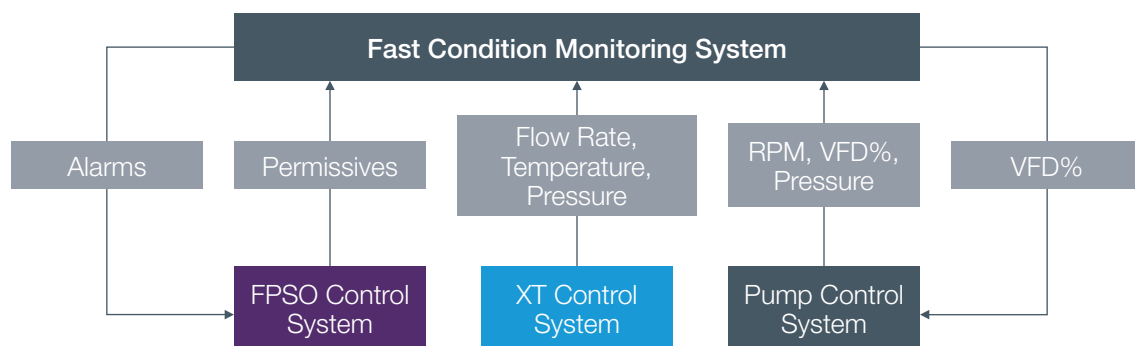 Fast Condition Monitoring System
Alarms
Permissives
Flow Rate,
Temperature,
Pressure
RPM, VFD%,
Pressure
VFD%
FPSO Control
System
XT Control
System
Pump Control
System